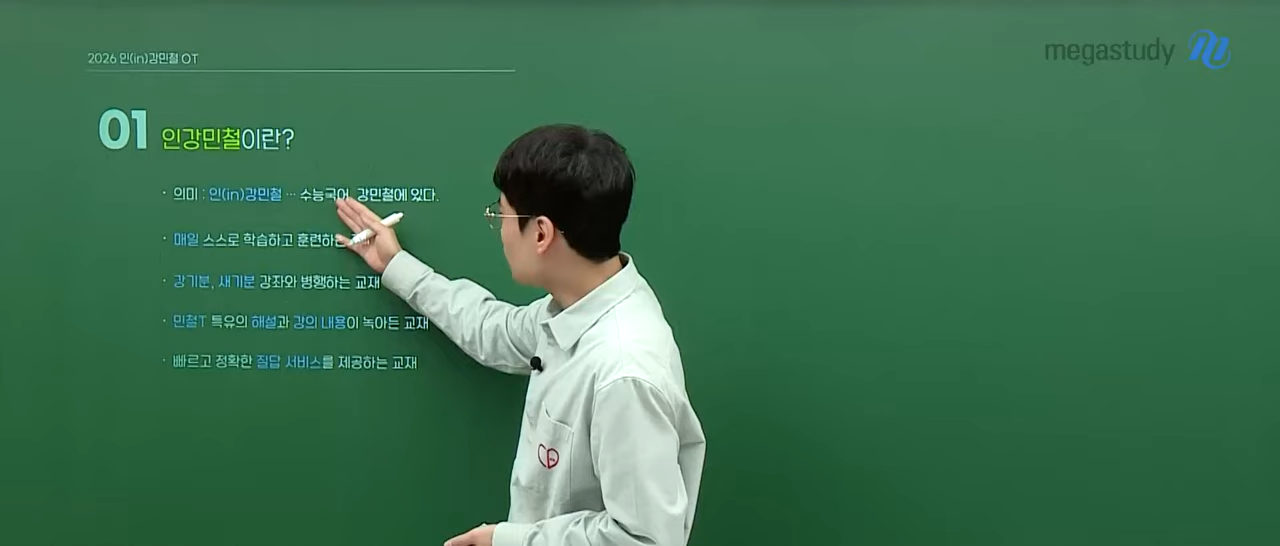 2026 인(in)강민철 OT
megastudy
01 인강민철이란?
· 의미 : 인(in)강민철 ··· 수능국어, 강민철에 있다.
· 매일 스스로 학습하고 훈련하는
· 강기분, 새기분 강좌와 병행하는 교재
· 민철T 특유의 해설과 강의 내용이 녹아든 교재
· 빠르고 정확한 질답 서비스를 제공하는 교재